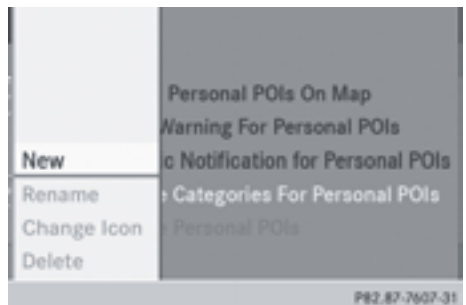 Personal POIs On Map
Warning For Personal POIs
New
c Notification for Personal POIs
Rename
e Categories For Personal POIs
Change Icon
e Personal POIs
Delete
P82.87-7607-31